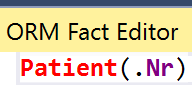 ORM Fact Editor
Patient(.Nr)